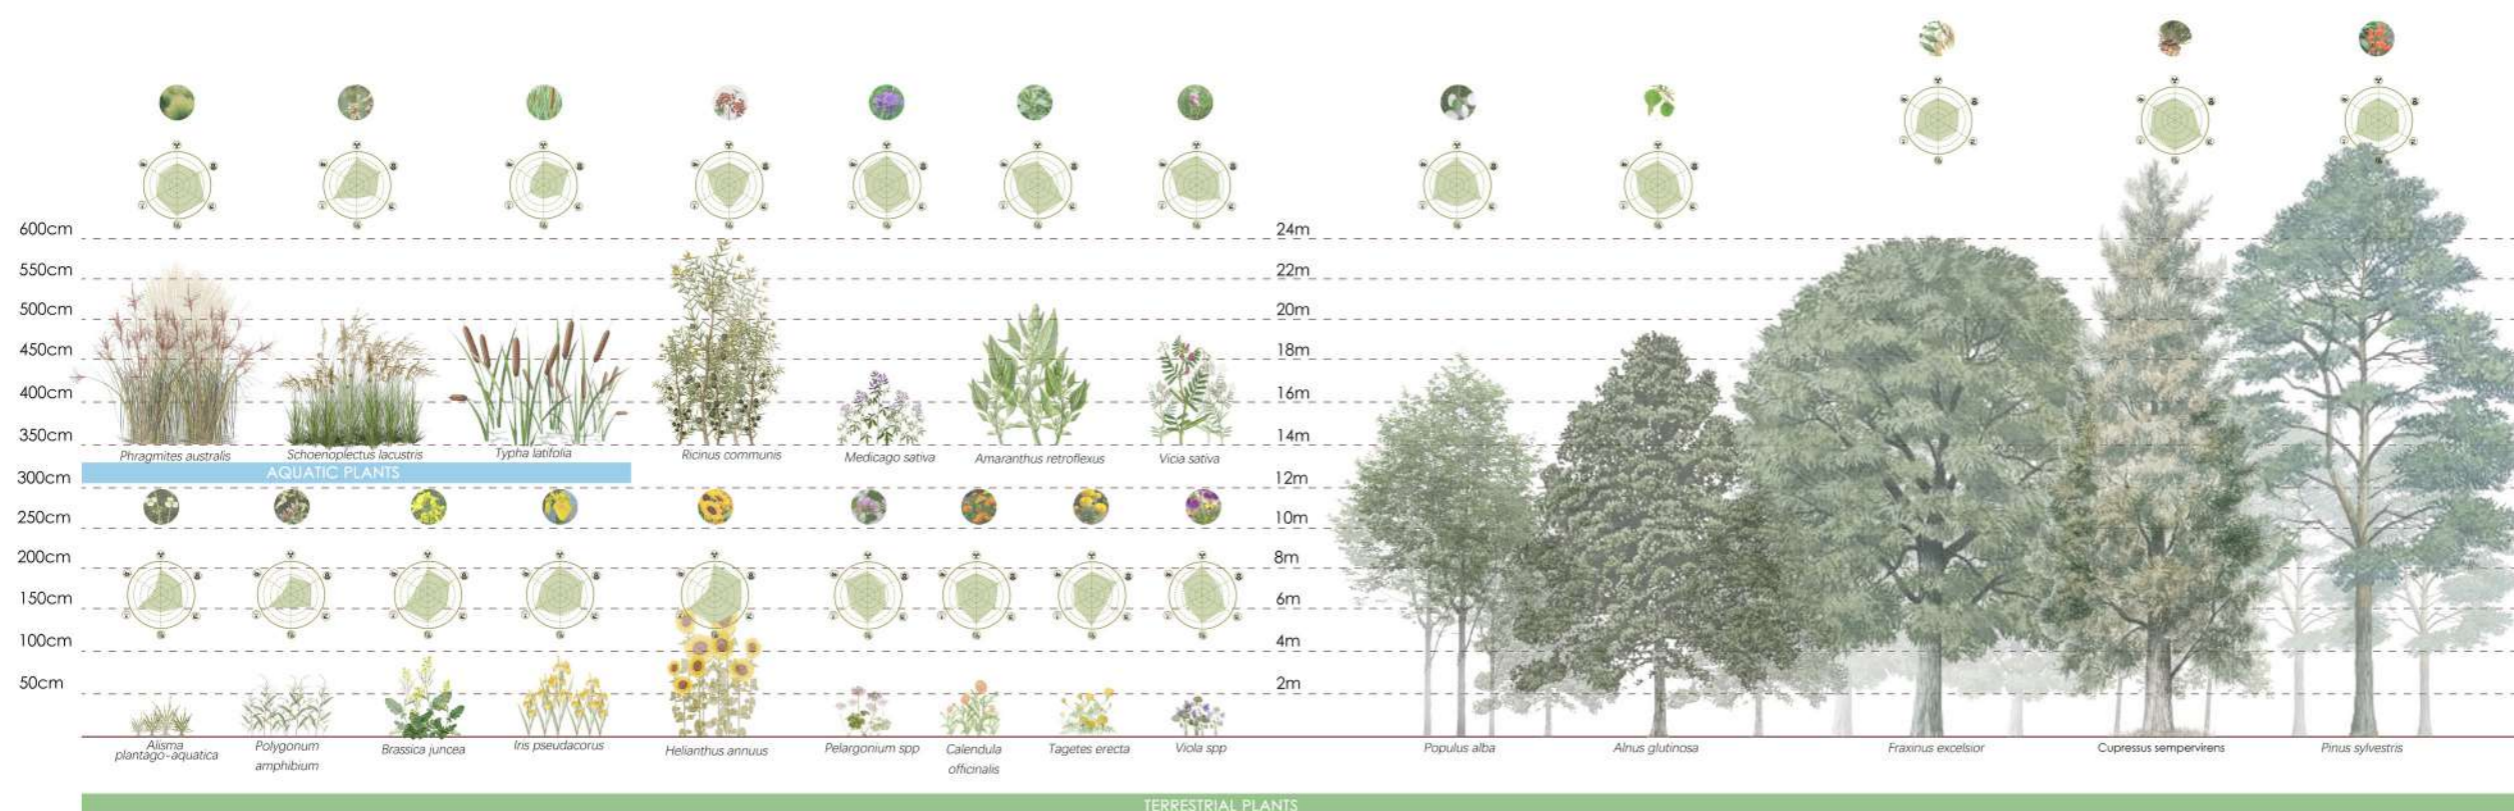 600cm
24m
550cm
22m
500cm
20m
450cm
18m
400cm
16m
350cm
14m
Phragmites australis
Schoenoplectus lacustris
Typha latifolia
Ricinus communis
Medicago sativa
Amaranthus retroflexus
Vicia sativa
AQUATIC PLANTS
300cm
12m
250cm
10m
200cm
8m
150cm
6m
100cm
4m
50cm
2m
Alisma
plantago-aquatica
Polygonum
amphibium
Brassica juncea
Iris pseudacorus
Helianthus annuus
Pelargonium spp
Calendula
officinalis
Tagetes erecta
Viola spp
Populus alba
Alnus glutinosa
Fraxinus excelsior
Cupressus sempervirens
Pinus sylvestris
TERRESTRIAL PLANTS